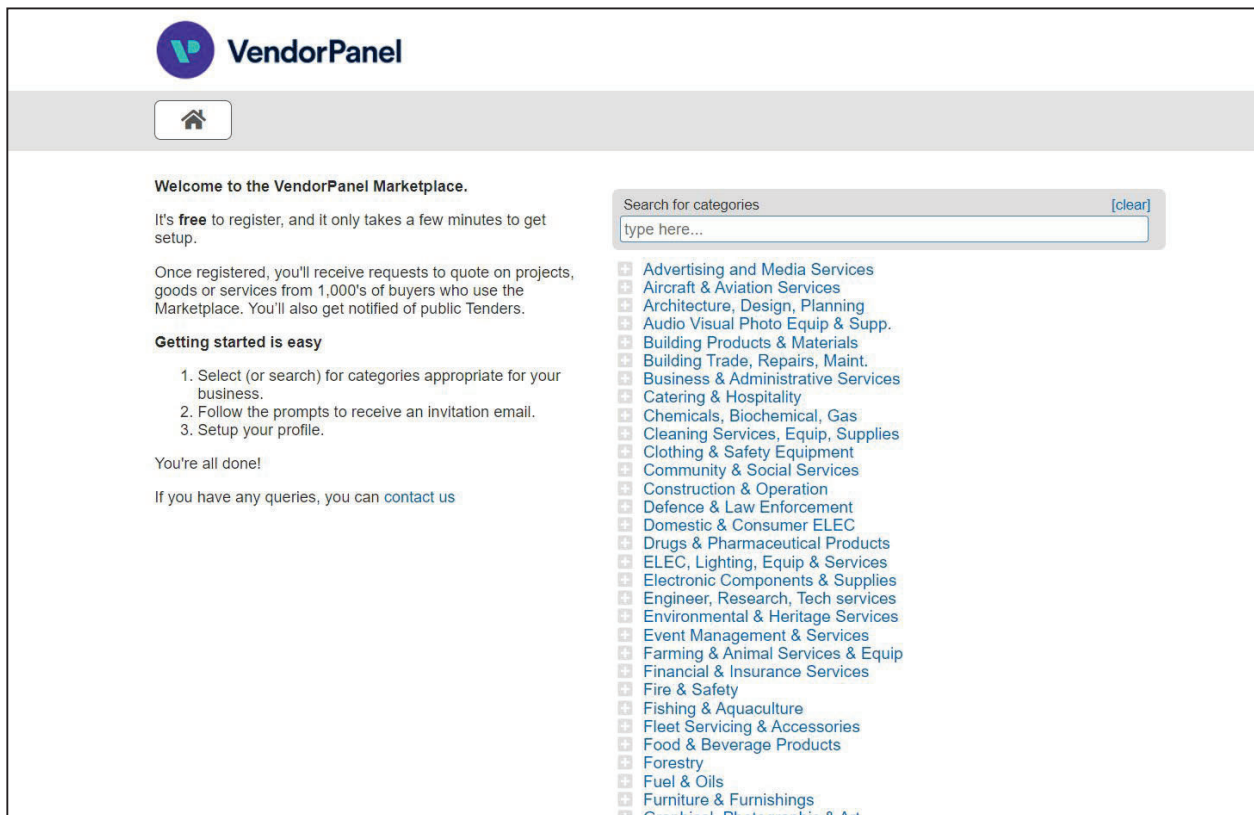 VendorPanel
Welcome to the VendorPanel Marketplace.
It's free to register, and it only takes a few minutes to get
setup.
Once registered, you'll receive requests to quote on projects,
goods or services from 1,000's of buyers who use the
Marketplace. You'll also get notified of public Tenders.
Getting started is easy
1. Select (or search) for categories appropriate for your
business.
2. Follow the prompts to receive an invitation email.
3. Setup your profile.
You're all done!
If you have any queries, you can contact us
Search for categories [clear]
type here...
Advertising and Media Services
Aircraft & Aviation Services
Architecture, Design, Planning
Audio Visual Photo Equip & Supp.
Building Products & Materials
Building Trade, Repairs, Maint.
Business & Administrative Services
Catering & Hospitality
Chemicals, Biochemical, Gas
Cleaning Services, Equip, Supplies
Clothing & Safety Equipment
Community & Social Services
Construction & Operation
Defence & Law Enforcement
Domestic & Consumer ELEC
Drugs & Pharmaceutical Products
ELEC, Lighting, Equip & Services
Electronic Components & Supplies
Engineer, Research, Tech services
Environmental & Heritage Services
Event Management & Services
Farming & Animal Services & Equip
Financial & Insurance Services
Fire & Safety
Fishing & Aquaculture
Fleet Servicing & Accessories
Food & Beverage Products
Forestry
Fuel & Oils
Furniture & Furnishings